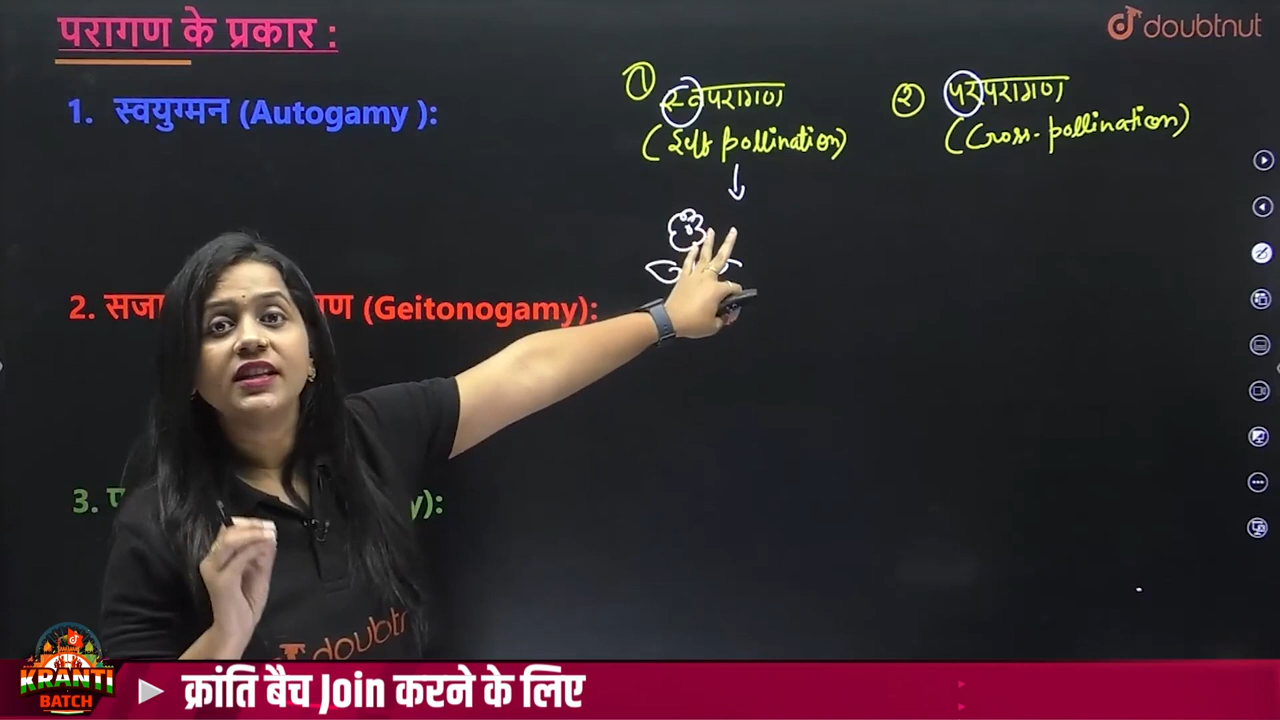 परागण के प्रकार :
doubtnut
1. स्वयुग्मन (Autogamy ):
① स्वपरागण
(Self pollination)
② परपरागण
(Cross-pollination)
2. सजा
ण (Geitonogamy):
3. प
y):
doubtn
KRANTI
BATCH
क्रांति बैच Join करने के लिए